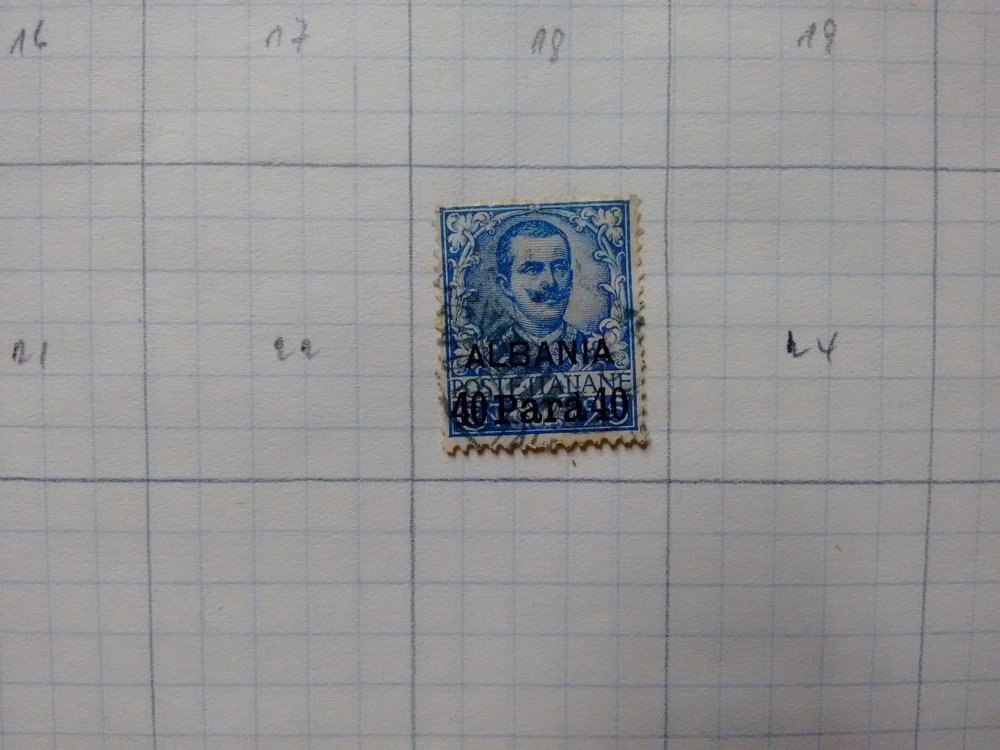 16 17 18 19
21 22 24
ALBANIA
POSTE ITALIANE
40 Para 40